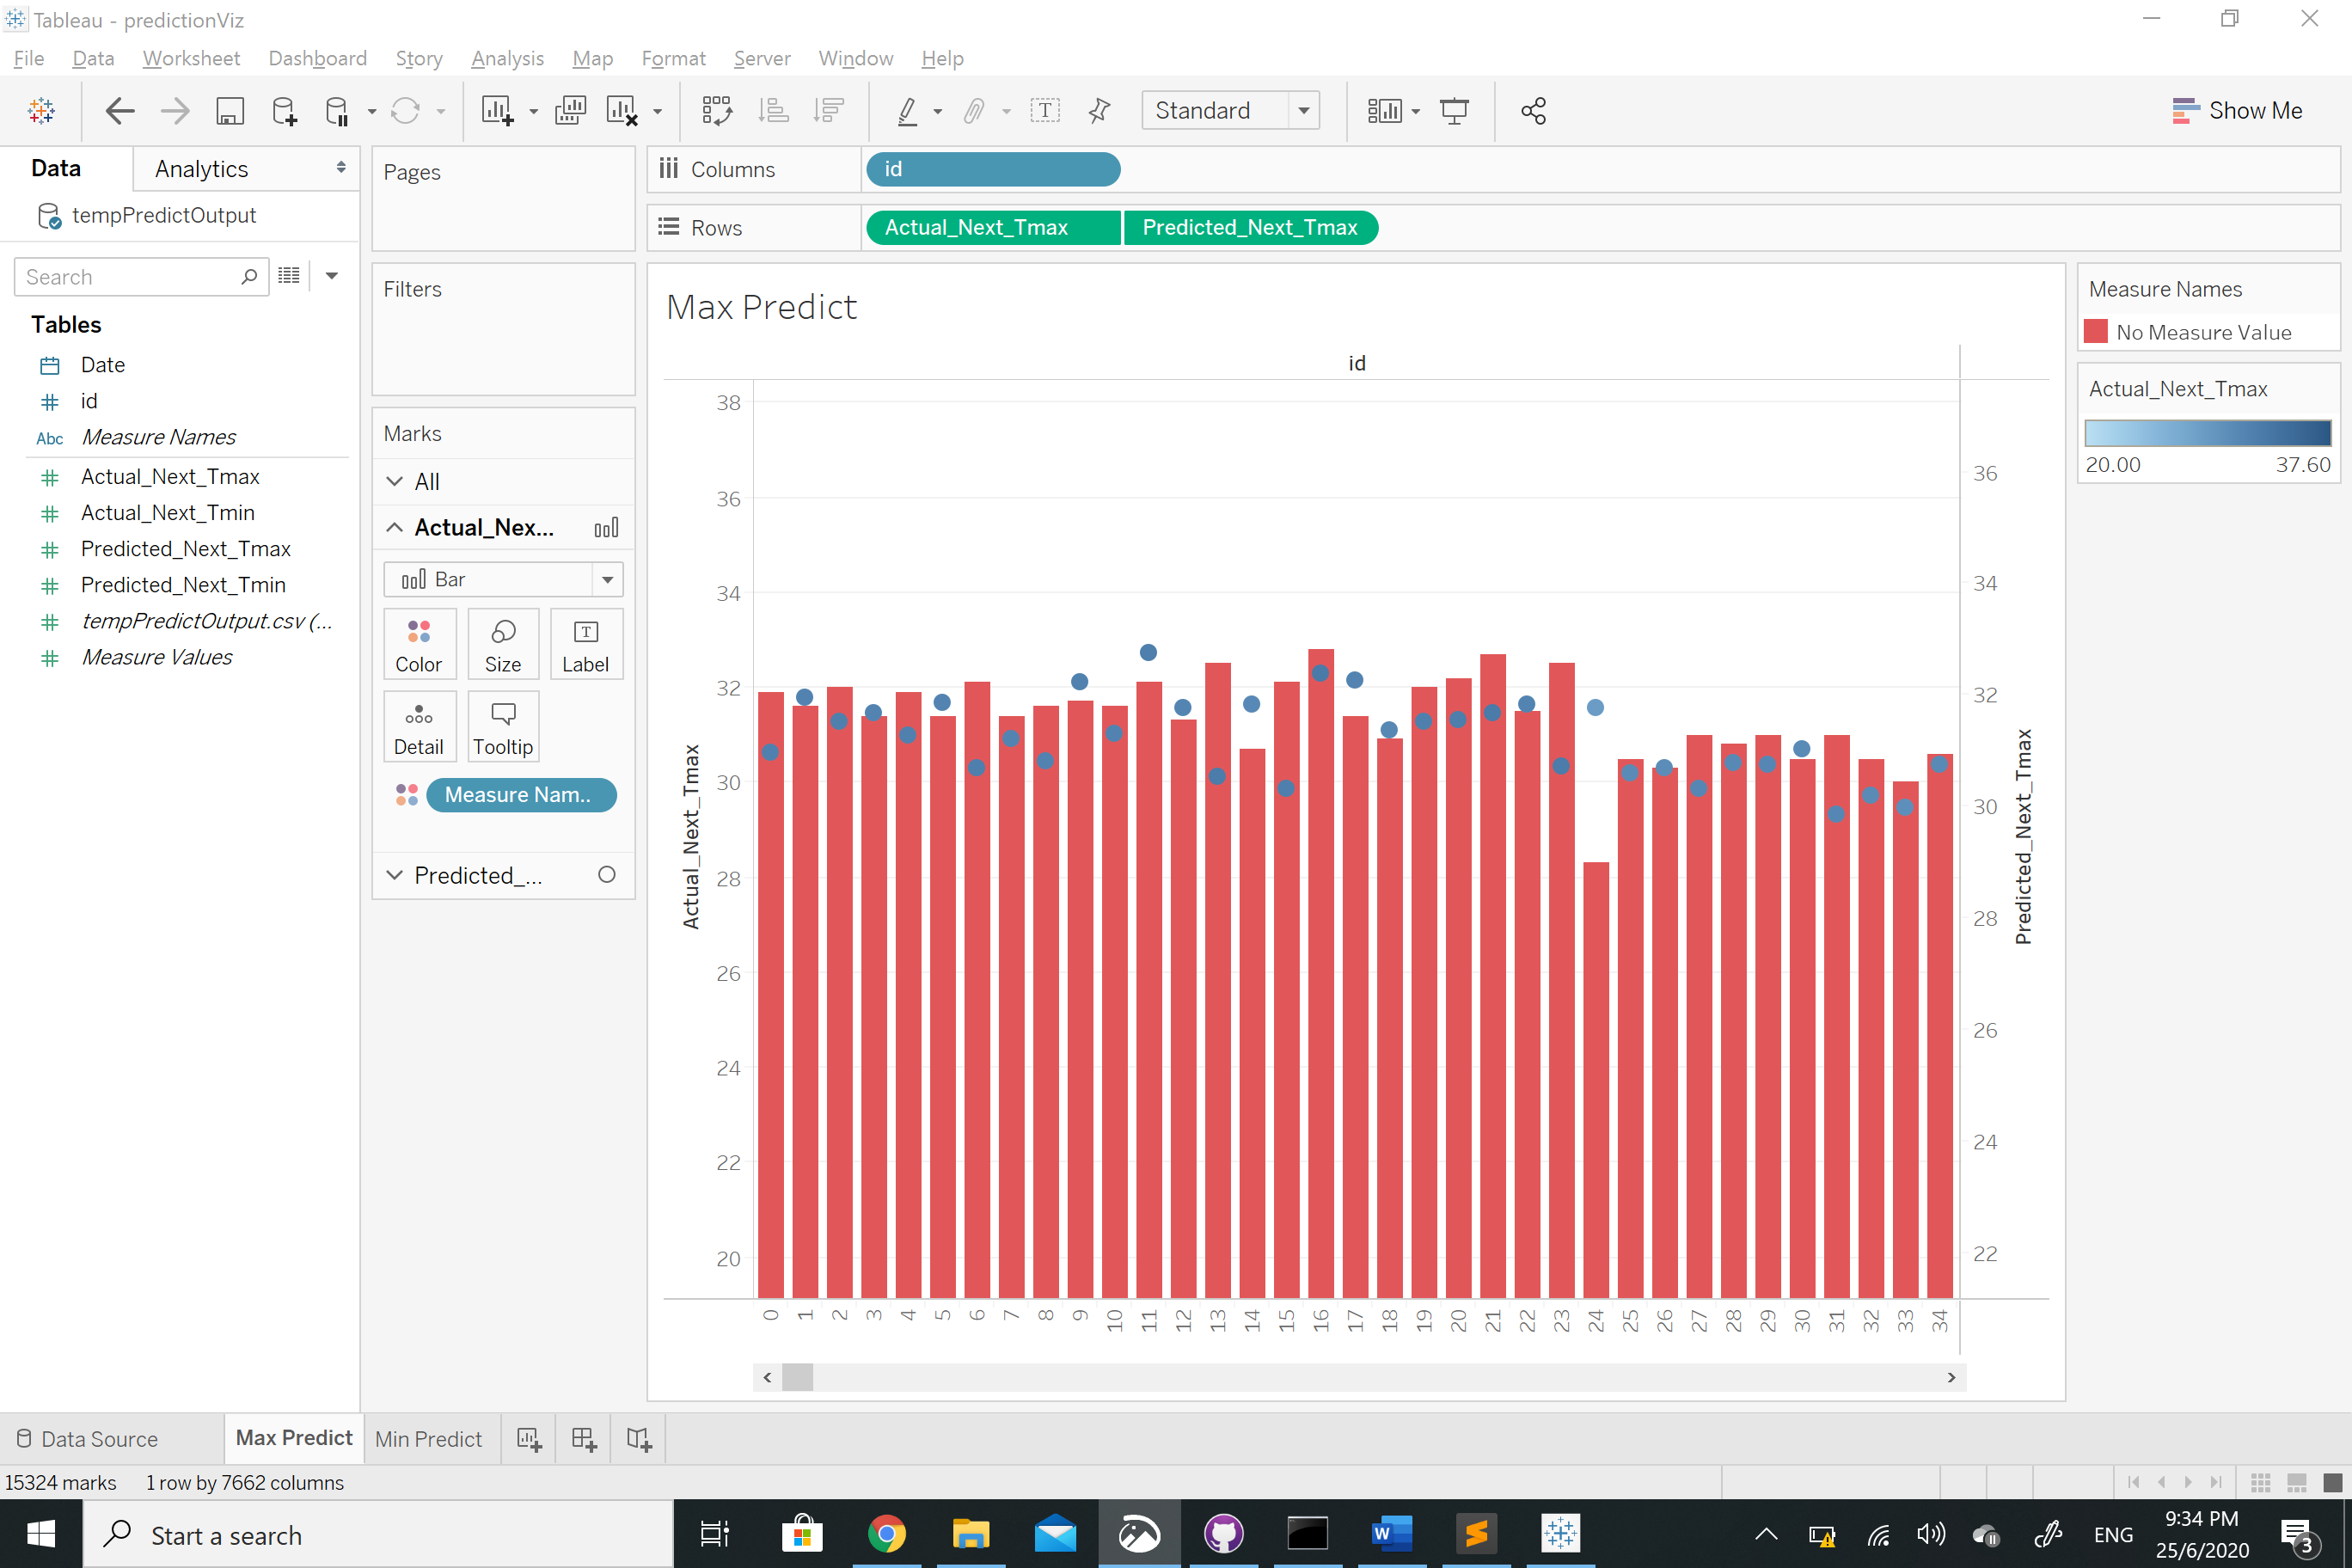 Tableau - predictionViz
File Data Worksheet Dashboard Story Analysis Map Format Server Window Help
Standard
Show Me
Data
Analytics
tempPredictOutput
Search
Tables
Date
id
Abc Measure Names
Actual_Next_Tmax
Actual_Next_Tmin
Predicted_Next_Tmax
Predicted_Next_Tmin
tempPredictOutput.csv (...
Measure Values
Pages
Filters
Marks
All
Actual_Nex...
Bar
Color Size Label
Detail Tooltip
Measure Nam..
Predicted_...
Columns
id
Rows
Actual_Next_Tmax Predicted_Next_Tmax
Max Predict
id
Actual_Next_Tmax
38
36
34
32
30
28
26
24
22
20
36
34
32
30
28
26
24
22
Predicted_Next_Tmax
0 1 2 3 4 5 6 7 8 9 10 11 12 13 14 15 16 17 18 19 20 21 22 23 24 25 26 27 28 29 30 31 32 33 34
Measure Names
No Measure Value
Actual_Next_Tmax
20.00 37.60
Data Source
Max Predict
Min Predict
15324 marks 1 row by 7662 columns
Start a search
ENG
9:34 PM
25/6/2020
3